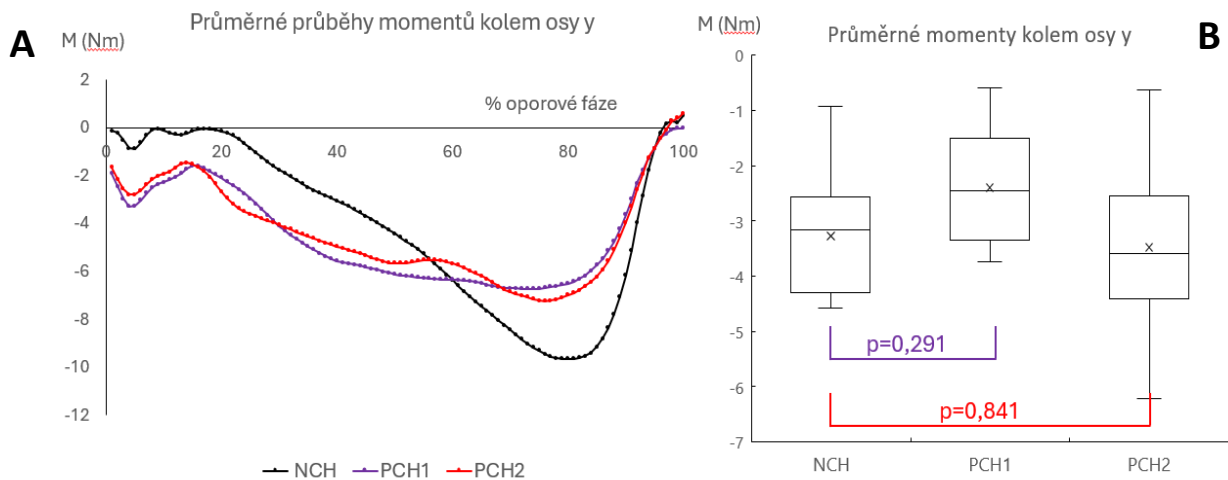 A
Průměrné průběhy momentů kolem osy y
M (Nm)
% oporové fáze
2
0
-2
-4
-6
-8
-10
-12
0 20 40 60 80 100
NCH PCH1 PCH2
B
Průměrné momenty kolem osy y
M (Nm)
0
-1
-2
-3
-4
-5
-6
-7
p=0,291
p=0,841
NCH PCH1 PCH2